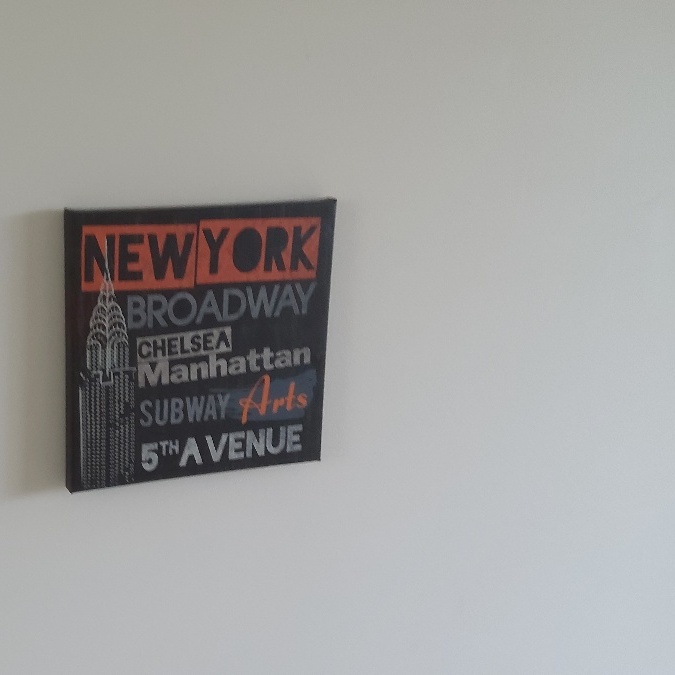 NEW YORK
BROADWAY
CHELSEA
Manhattan
SUBWAY Arts
5TH AVENUE